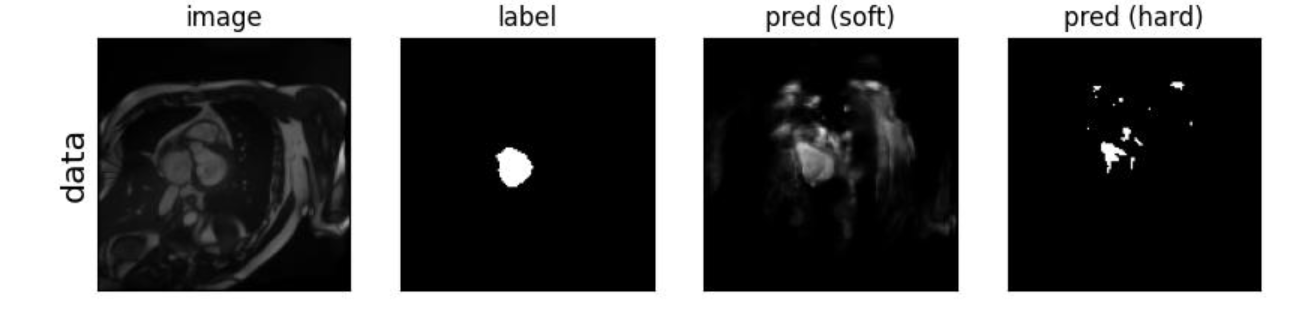 image label pred (soft) pred (hard)
data